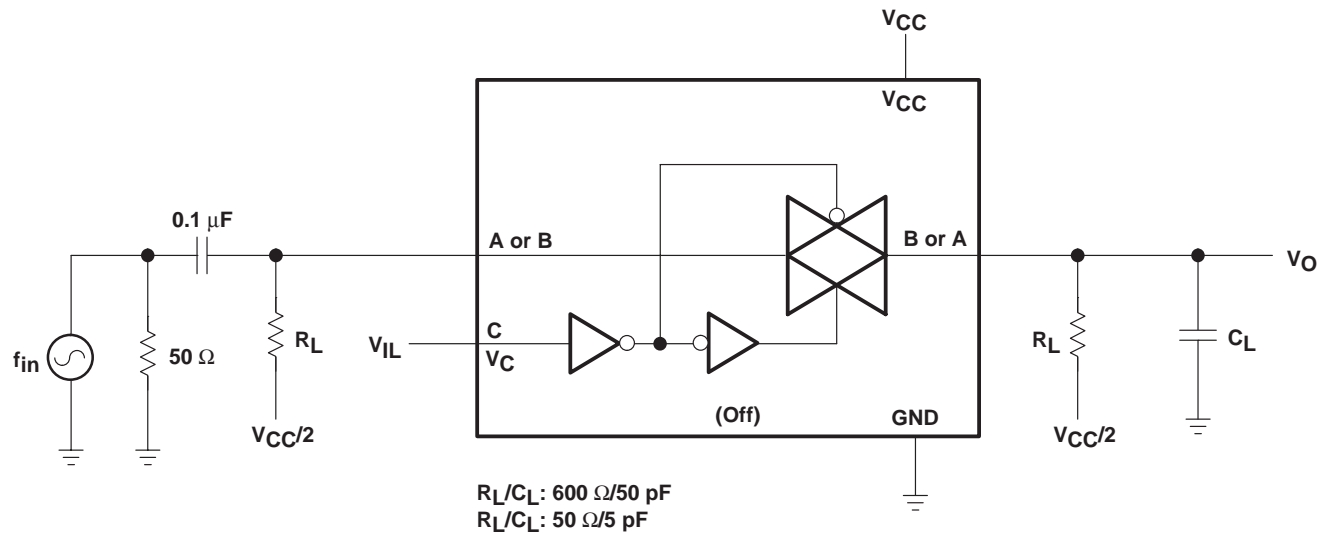 VCC
VCC
0.1 μF
A or B
B or A
VO
fin
50 Ω
RL
VIL
C
VC
RL
CL
(Off)
GND
VCC/2
VCC/2
RL/CL: 600 Ω/50 pF
RL/CL: 50 Ω/5 pF